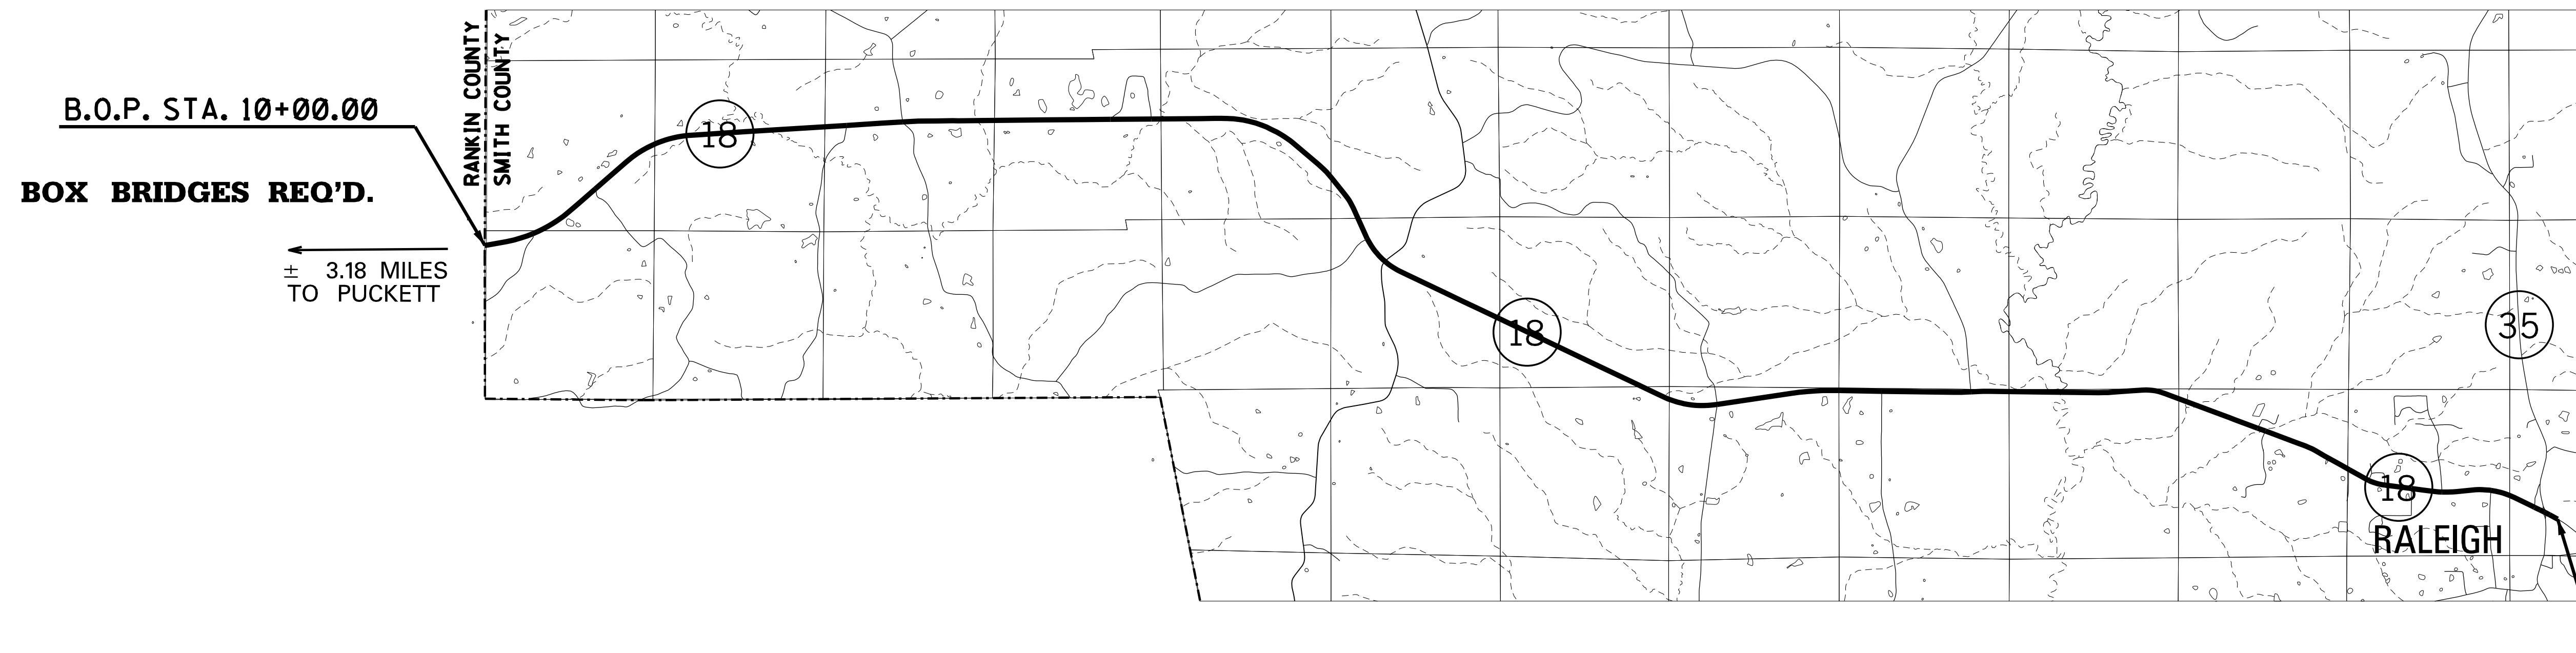 RANKIN COUNTY
SMITH COUNTY
B.O.P. STA. 10+00.00
18
BOX BRIDGES REQ'D.
± 3.18 MILES
TO PUCKETT
18
35
18
RALEIGH